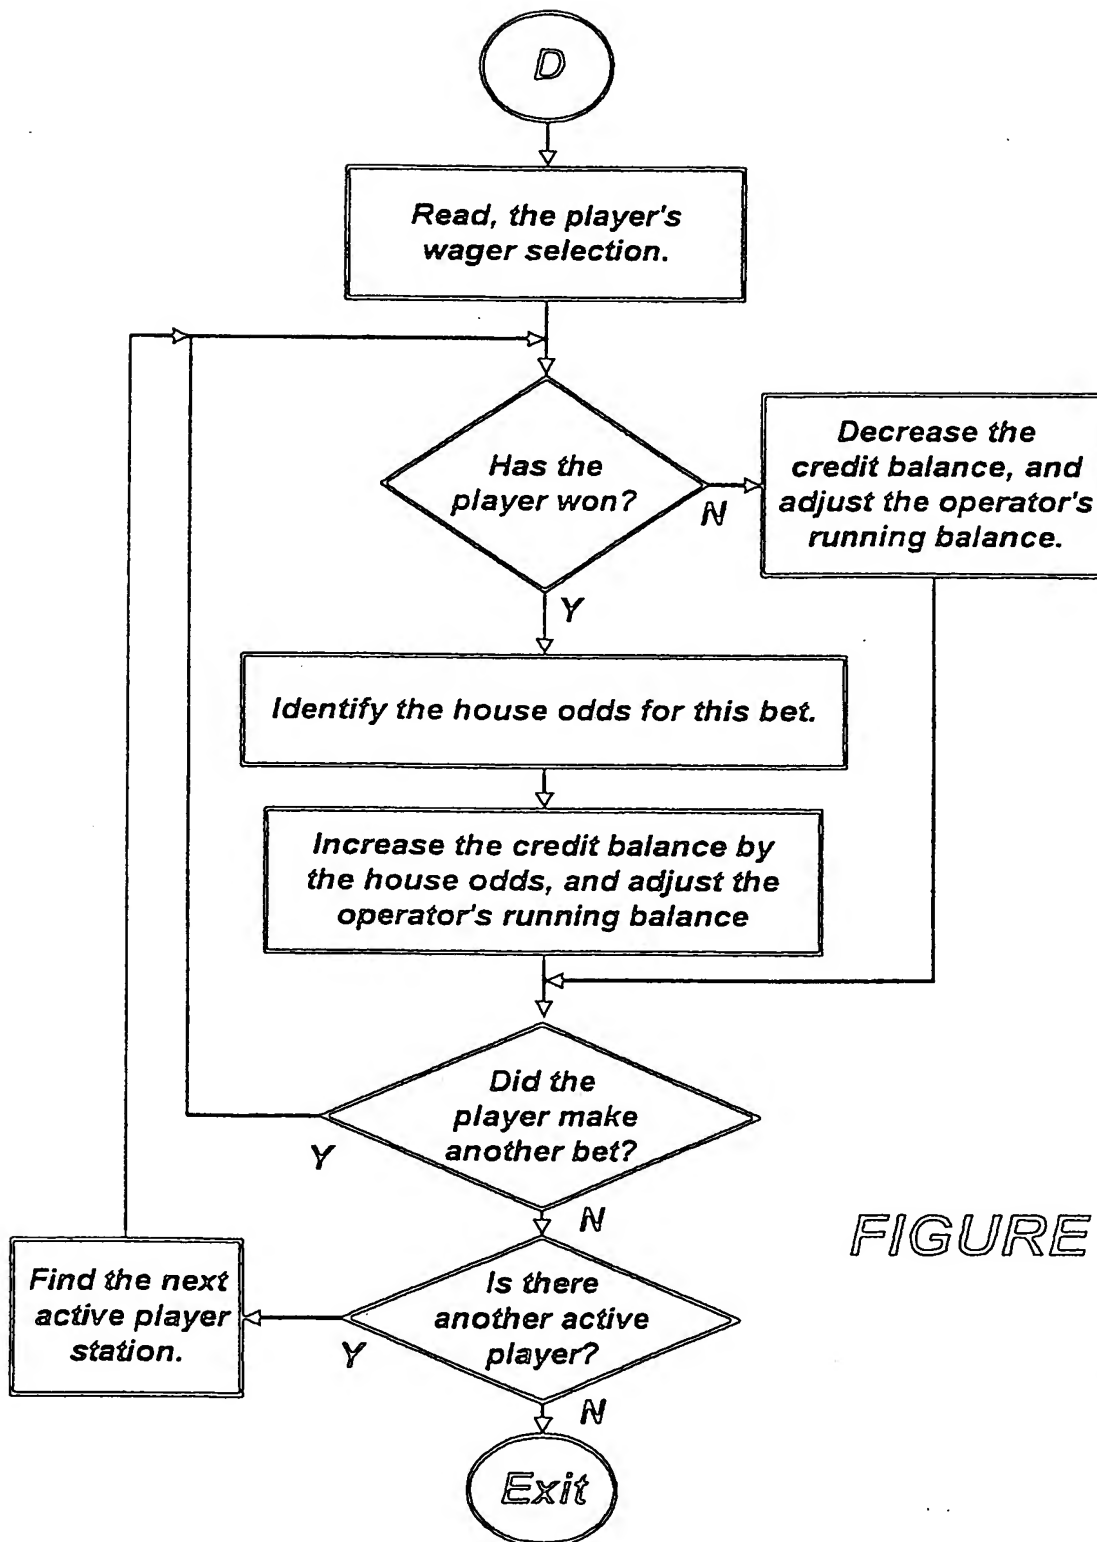 D
Read, the player's
wager selection.
Has the
player won?
N
Decrease the
credit balance, and
adjust the operator's
running balance.
Y
Identify the house odds for this bet.
Increase the credit balance by
the house odds, and adjust the
operator's running balance
Did the
player make
another bet?
Y
N
FIGURE
Find the next
active player
station.
Is there
another active
player?
Y
N
Exit